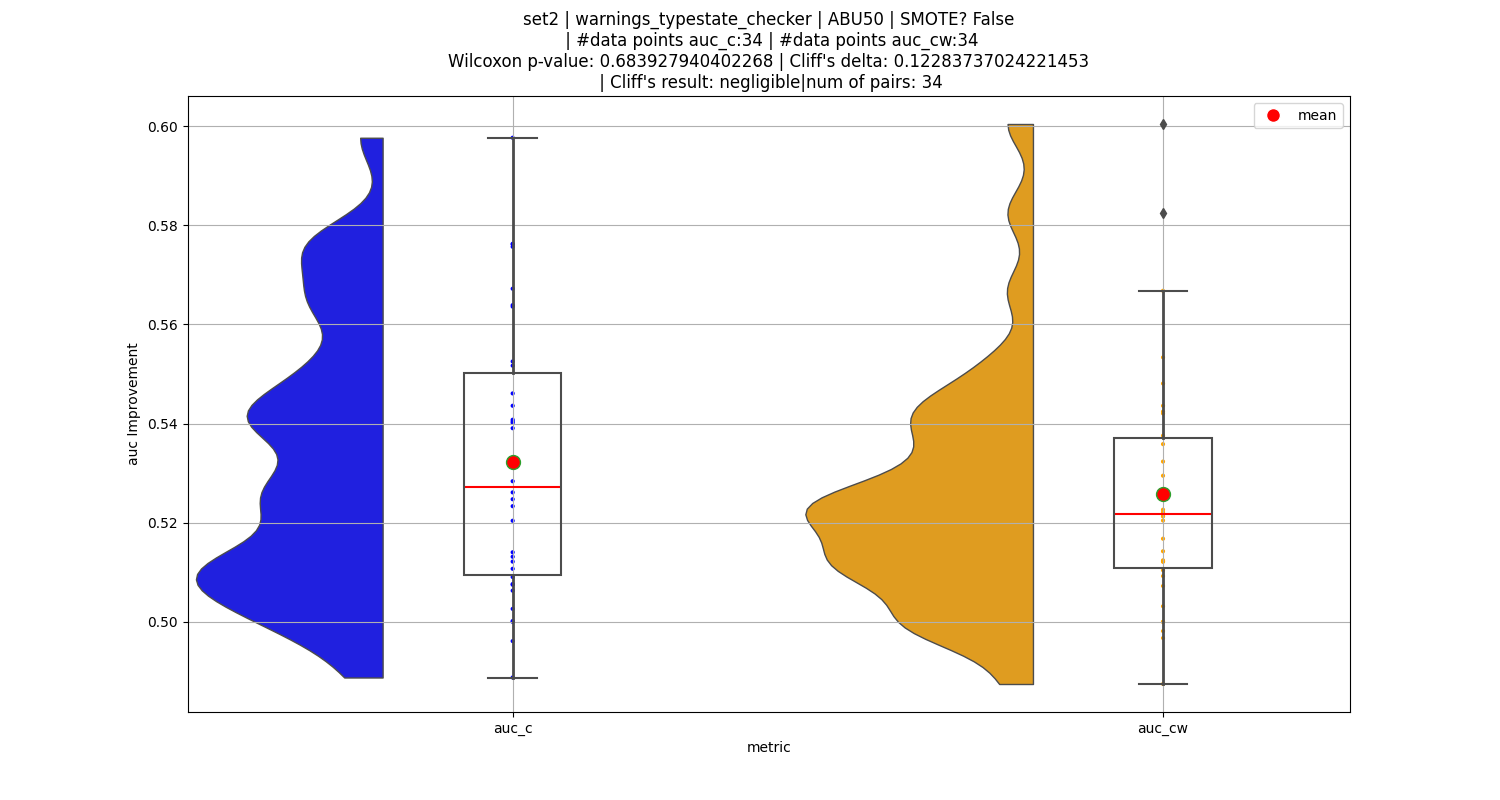 set2 | warnings_typestate_checker | ABU50 | SMOTE? False
| #data points auc_c:34 | #data points auc_cw:34
Wilcoxon p-value: 0.683927940402268 | Cliff's delta: 0.12283737024221453
| Cliff's result: negligible|num of pairs: 34
mean
0.60
0.58
0.56
0.54
0.52
0.50
auc Improvement
auc_c
auc_cw
metric